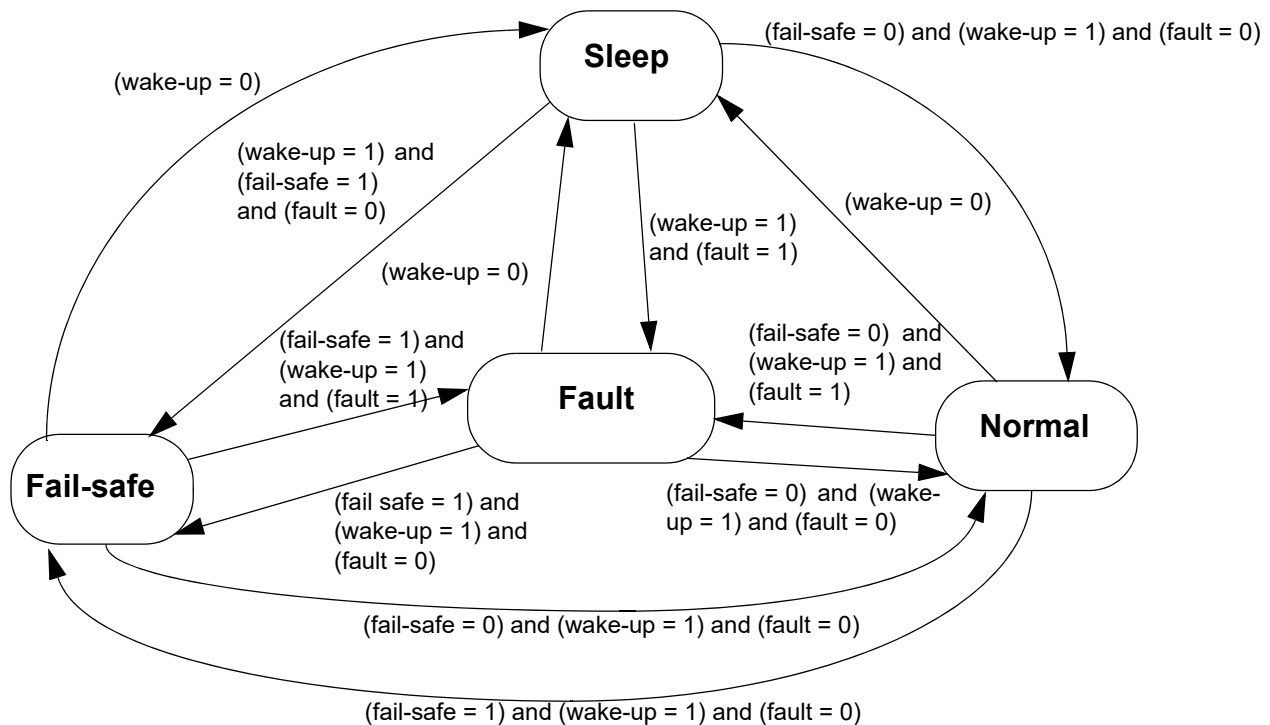 Sleep
(fail-safe = 0) and (wake-up = 1) and (fault = 0)
(wake-up = 0)
(wake-up = 1) and
(fail-safe = 1)
and (fault = 0)
(wake-up = 0)
(wake-up = 1)
and (fault = 1)
(wake-up = 0)
(fail-safe = 1) and
(wake-up = 1)
and (fault = 1)
(fail-safe = 0) and
(wake-up = 1) and
(fault = 1)
Fault
Normal
Fail-safe
(fail safe = 1) and
(wake-up = 1) and
(fault = 0)
(fail-safe = 0) and (wake-
up = 1) and (fault = 0)
(fail-safe = 0) and (wake-up = 1) and (fault = 0)
(fail-safe = 1) and (wake-up = 1) and (fault = 0)